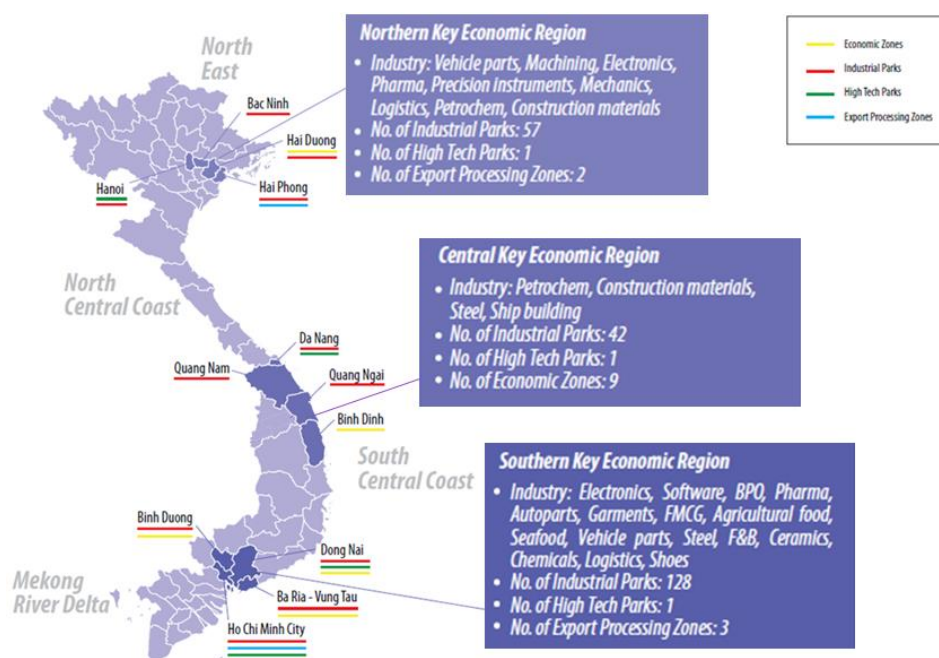 North
East
Bac Ninh
Hai Duong
Hanoi
Hai Phong
North
Central Coast
Da Nang
Quang Nam
Quang Ngai
Binh Dinh
South
Central Coast
Binh Duong
Dong Nai
Mekong
River Delta
Ba Ria - Vung Tau
Ho Chi Minh City
Northern Key Economic Region
• Industry: Vehicle parts, Machining, Electronics,
Pharma, Precision instruments, Mechanics,
Logistics, Petrochem, Construction materials
• No. of Industrial Parks: 57
• No. of High Tech Parks: 1
• No. of Export Processing Zones: 2
Central Key Economic Region
• Industry: Petrochem, Construction materials,
Steel, Ship building
• No. of Industrial Parks: 42
• No. of High Tech Parks: 1
• No. of Economic Zones: 9
Southern Key Economic Region
• Industry: Electronics, Software, BPO, Pharma,
Autoparts, Garments, FMCG, Agricultural food,
Seafood, Vehicle parts, Steel, F&B, Ceramics,
Chemicals, Logistics, Shoes
• No. of Industrial Parks: 128
• No. of High Tech Parks: 1
• No. of Export Processing Zones: 3
Economic Zones
Industrial Parks
High Tech Parks
Export Processing Zones